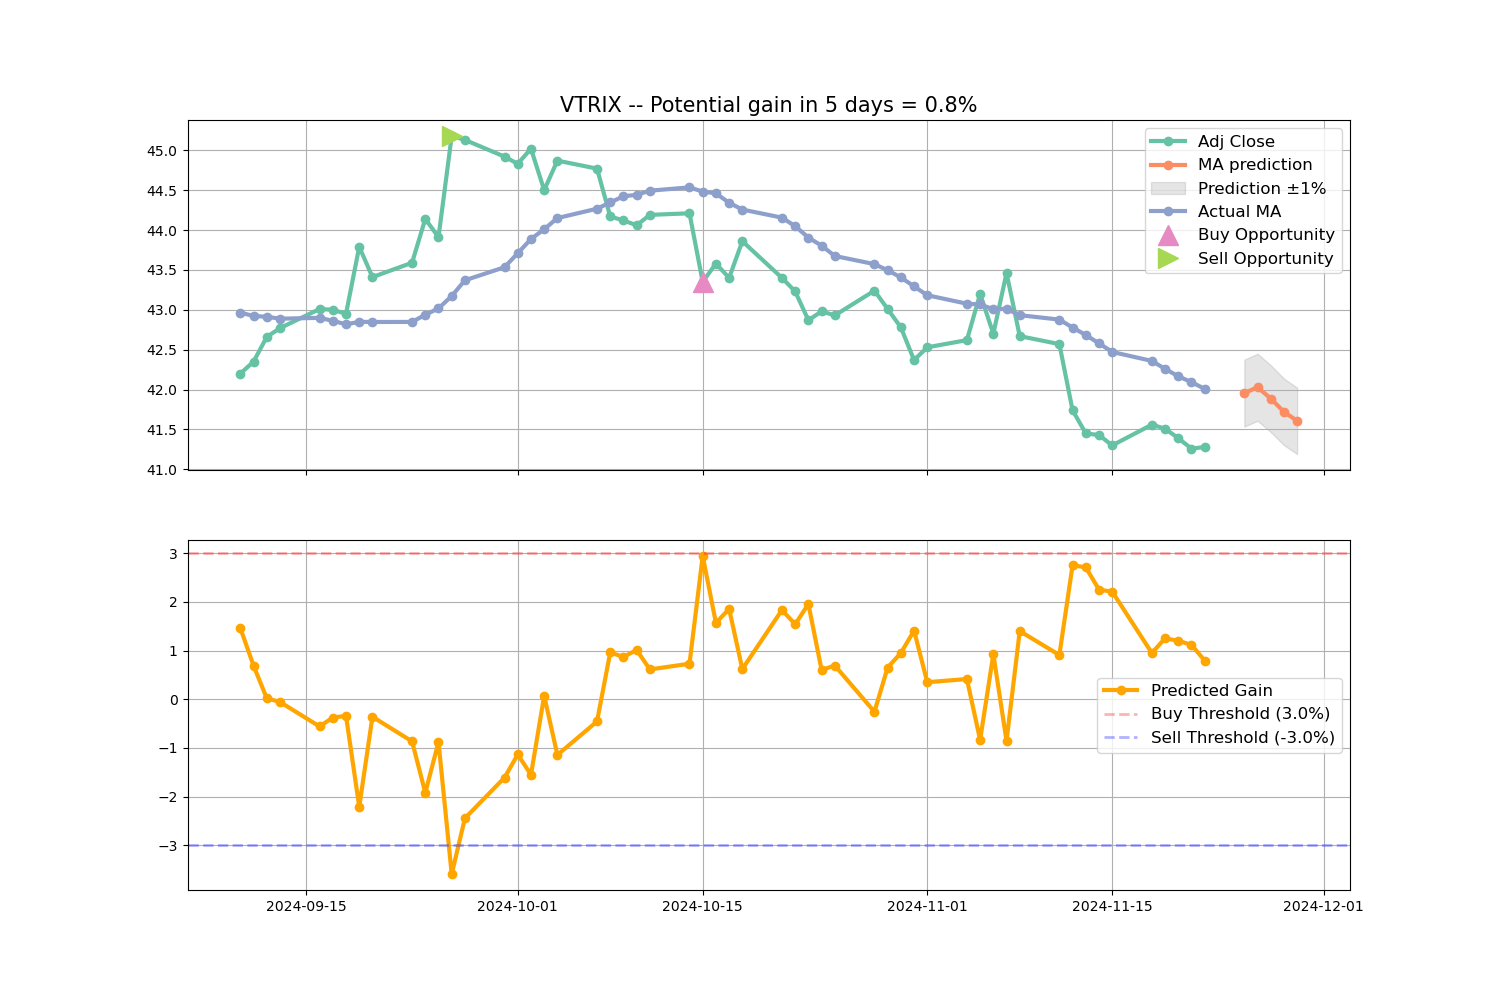 VTRIX -- Potential gain in 5 days = 0.8%
45.0
44.5
44.0
43.5
43.0
42.5
42.0
41.5
41.0
Adj Close
MA prediction
Prediction ±1%
Actual MA
Buy Opportunity
Sell Opportunity
3
2
1
0
−1
−2
−3
Predicted Gain
Buy Threshold (3.0%)
Sell Threshold (-3.0%)
2024-09-15 2024-10-01 2024-10-15 2024-11-01 2024-11-15 2024-12-01